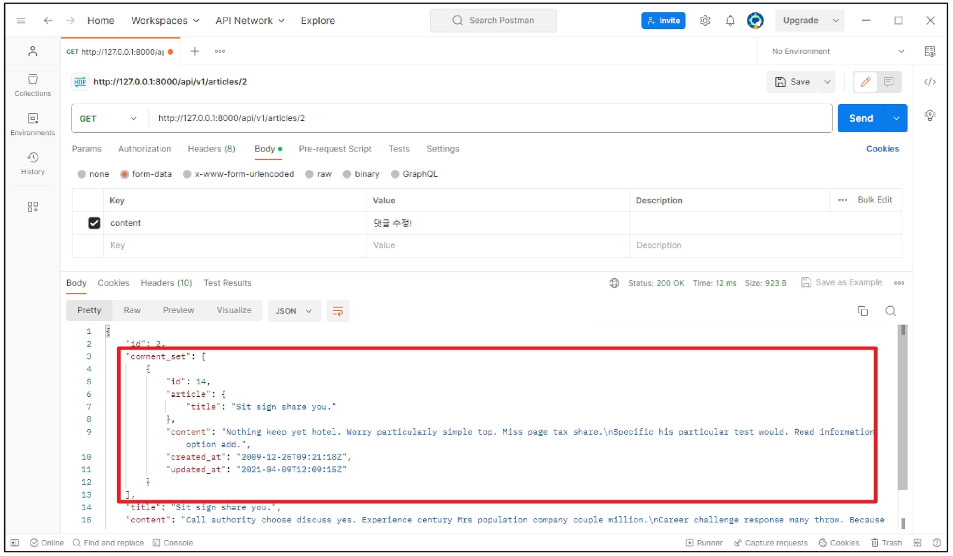 Home Workspaces API Network Explore Search Postman Invite Upgrade
GET http://127.0.0.1:8000/a No Environment
http://127.0.0.1:8000/api/v1/articles/2 Save
Collections
GET http://127.0.0.1:8000/api/v1/articles/2 Send
Environments
Params Authorization Headers (8) Body Pre-request Script Tests Settings Cookies
History
none form-data x-www-form-urlencoded raw binary GraphQL
Key Value Description Bulk Edit
content 댓글 수정!
Key Value Description
Body Cookies Headers (10) Test Results Status: 200 OK Time: 12 ms Size: 923 B Save as Example
Pretty Raw Preview Visualize JSON
1 {
2 "id": 2,
3 "comment_set": [
4 {
5 "id": 14,
6 "article": {
7 "title": "Sit sign share you."
8 },
9 "content": "Nothing keep yet hotel. Worry particularly simple top. Miss page tax share.\nSpecific his particular test would. Read information
option add.",
10 "created_at": "2009-12-25T09:21:18Z",
11 "updated_at": "2021-04-09T12:09:15Z"
12 }
13 ],
14 "title": "Sit sign share you.",
15 "content": "Call authority choose discuss yes. Experience century Mrs population company couple million.\nCareer challenge response many throw. Because
Online Find and replace Console Runner Capture requests Cookies Trash